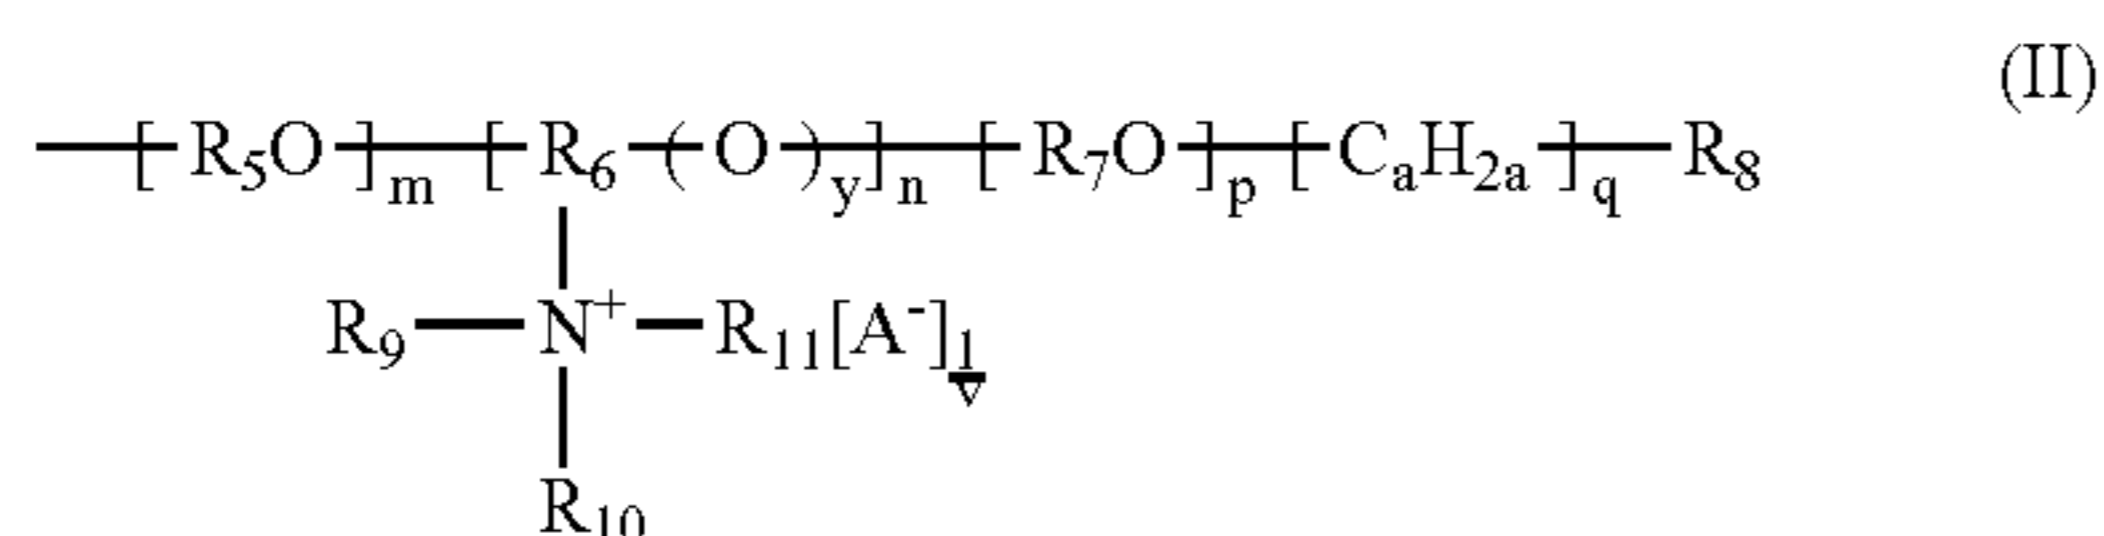 (II)
[R₅O]ₘ[R₆(O)y]ₙ[R₇O]ₚ[CₐH₂ₐ]q R₈
R₉ N⁺ R₁₁[A⁻]1/v
R₁₀